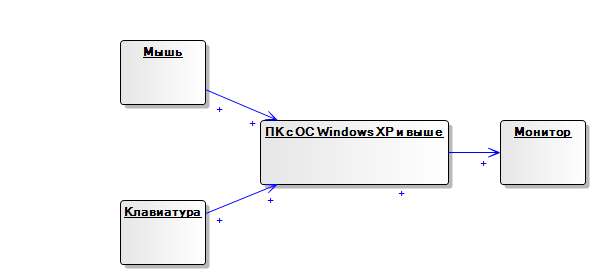 Мышь
ПК с ОС Windows XP и выше
Монитор
Клавиатура